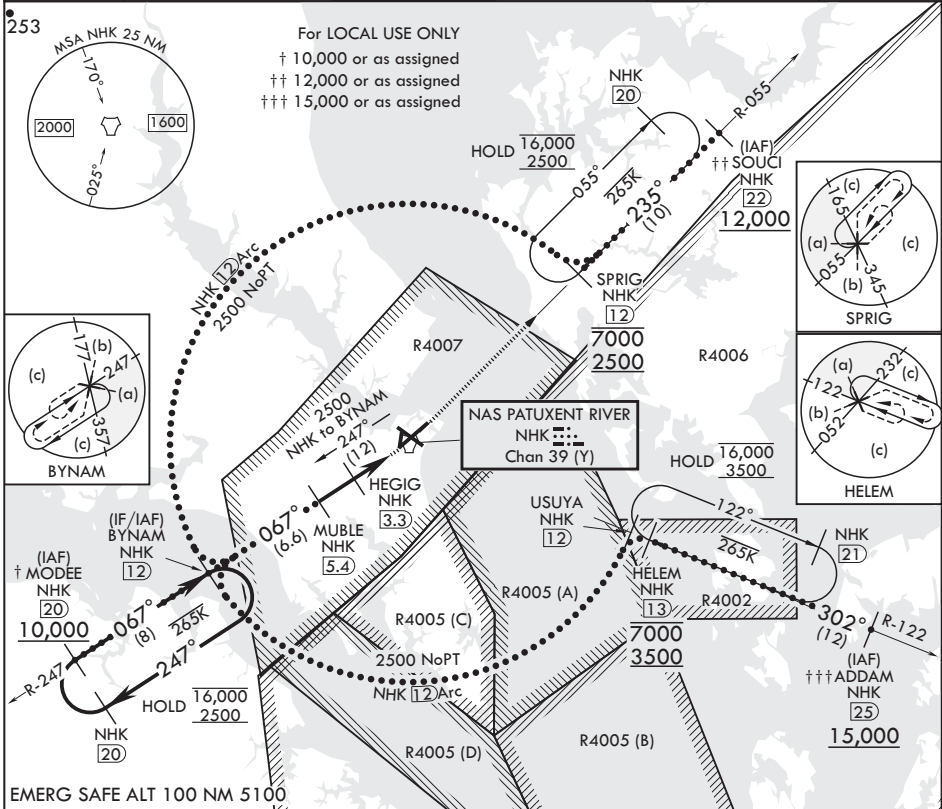 253
MSA NHK 25 NM
170°
2000
1600
025°
For LOCAL USE ONLY
† 10,000 or as assigned
†† 12,000 or as assigned
††† 15,000 or as assigned
NHK
20
R-055
HOLD 16,000
2500
055°
265K
235°
(10)
(IAF)
†† SOUCI
NHK
22
12,000
(c)
165
(a)
(c)
055
(b)
345
SPRIG
NHK 12 Arc
2500 NoPT
SPRIG
NHK
12
7000
2500
R4007
R4006
177
(b)
(c)
247
(a)
357
(c)
BYNAM
(a)
232
(c)
122
(b)
052
(c)
HELEM
2500
NHK to BYNAM
247°
(12)
NAS PATUXENT RIVER
NHK
Chan 39 (Y)
HOLD 16,000
3500
HEGIG
NHK
3.3
067°
(6.6)
MUBLE
NHK
5.4
USUYA
NHK
12
122°
265K
NHK
21
(IF/IAF)
BYNAM
NHK
12
(IAF)
† MODEE
NHK
20
10,000
067°
(8)
265K
247°
R-247
HELEM
NHK
13
7000
3500
R4002
R4005 (A)
R4005 (C)
302°
(12)
R-122
(IAF)
†††ADDAM
NHK
25
15,000
2500 NoPT
NHK 12 Arc
HOLD 16,000
2500
NHK
20
R4005 (D)
R4005 (B)
EMERG SAFE ALT 100 NM 5100